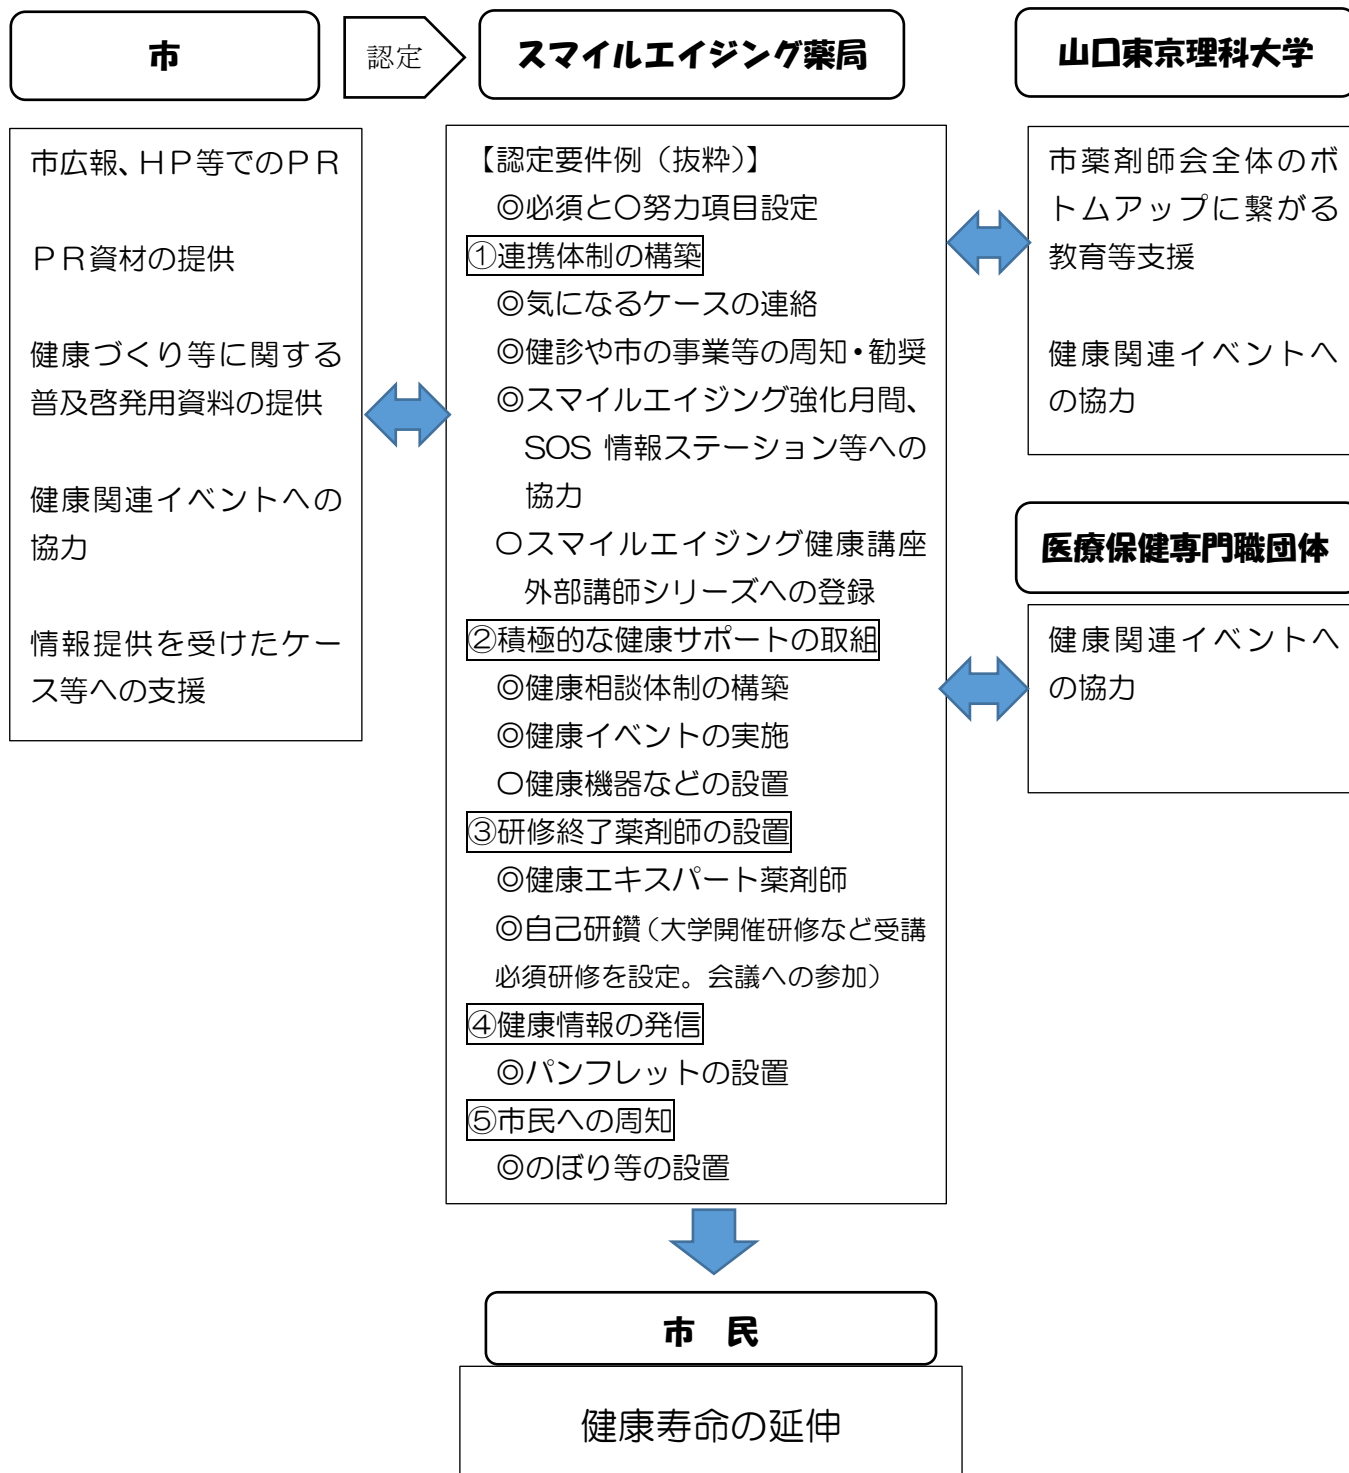 市
認定
スマイルエイジング薬局
山口東京理科大学
市広報、HP等でのPR
PR資材の提供
健康づくり等に関する
普及啓発用資料の提供
健康関連イベントへの
協力
情報提供を受けたケー
ス等への支援
【認定要件例（抜粋）】
◎必須と〇努力項目設定
①連携体制の構築
◎気になるケースの連絡
◎健診や市の事業等の周知・勧奨
◎スマイルエイジング強化月間、
SOS 情報ステーション等への
協力
〇スマイルエイジング健康講座
外部講師シリーズへの登録
②積極的な健康サポートの取組
◎健康相談体制の構築
◎健康イベントの実施
〇健康機器などの設置
③研修終了薬剤師の設置
◎健康エキスパート薬剤師
◎自己研鑽（大学開催研修など受講
必須研修を設定。会議への参加）
④健康情報の発信
◎パンフレットの設置
⑤市民への周知
◎のぼり等の設置
市薬剤師会全体のボ
トムアップに繋がる
教育等支援
健康関連イベントへ
の協力
医療保健専門職団体
健康関連イベントへ
の協力
市　民
健康寿命の延伸